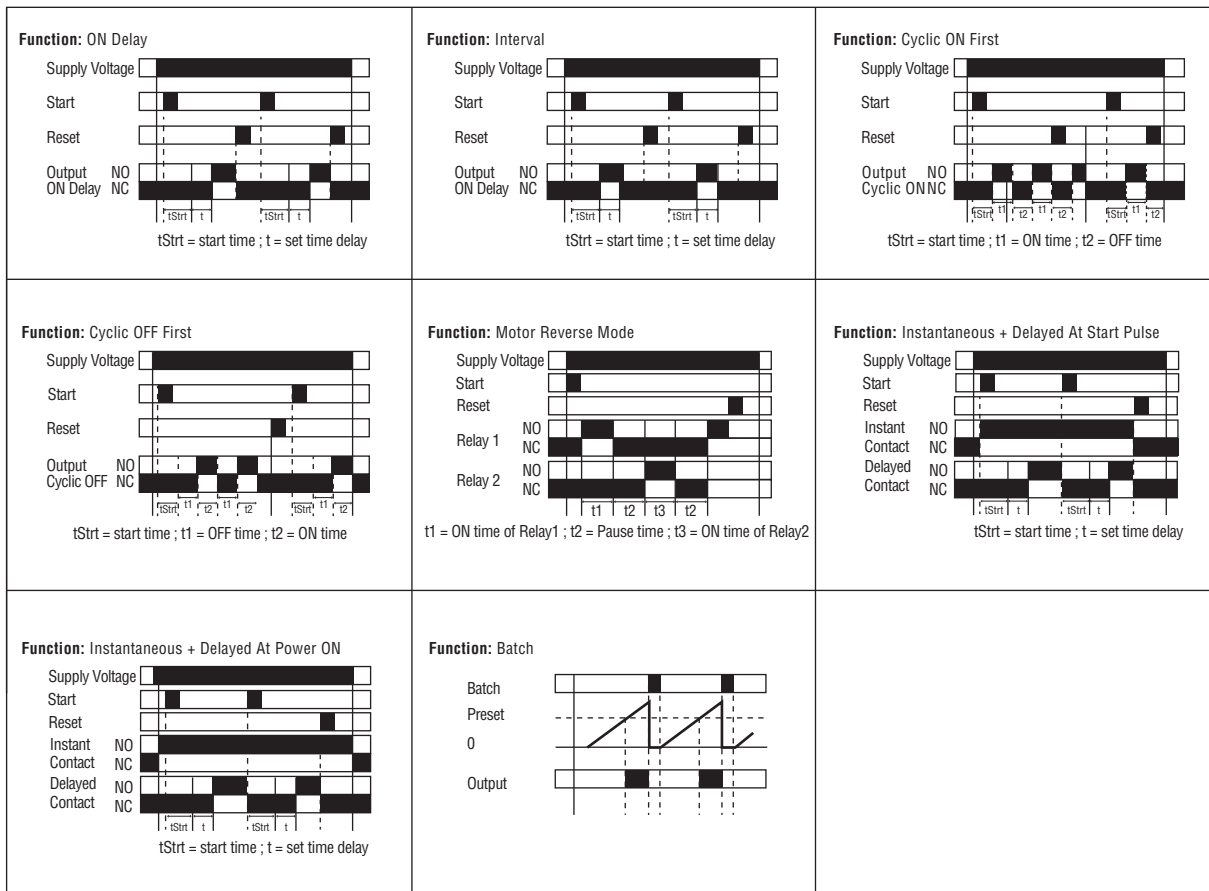 Function: ON Delay
Supply Voltage
Start
Reset
Output NO
ON Delay NC
tStrt t tStrt t
tStrt = start time ; t = set time delay
Function: Interval
Supply Voltage
Start
Reset
Output NO
ON Delay NC
tStrt t tStrt t
tStrt = start time ; t = set time delay
Function: Cyclic ON First
Supply Voltage
Start
Reset
Output NO
Cyclic ON NC
tStrt t1 t2 t1 t2 tStrt t1 t2
tStrt = start time ; t1 = ON time ; t2 = OFF time
Function: Cyclic OFF First
Supply Voltage
Start
Reset
Output NO
Cyclic OFF NC
tStrt t1 t2 t1 t2 tStrt t1 t2
tStrt = start time ; t1 = OFF time ; t2 = ON time
Function: Motor Reverse Mode
Supply Voltage
Start
Reset
Relay 1 NO
NC
Relay 2 NO
NC
t1 t2 t3 t2
t1 = ON time of Relay1 ; t2 = Pause time ; t3 = ON time of Relay2
Function: Instantaneous + Delayed At Start Pulse
Supply Voltage
Start
Reset
Instant NO
Contact NC
Delayed NO
Contact NC
tStrt t tStrt t
tStrt = start time ; t = set time delay
Function: Instantaneous + Delayed At Power ON
Supply Voltage
Start
Reset
Instant NO
Contact NC
Delayed NO
Contact NC
tStrt t tStrt t
tStrt = start time ; t = set time delay
Function: Batch
Batch
Preset
0
Output